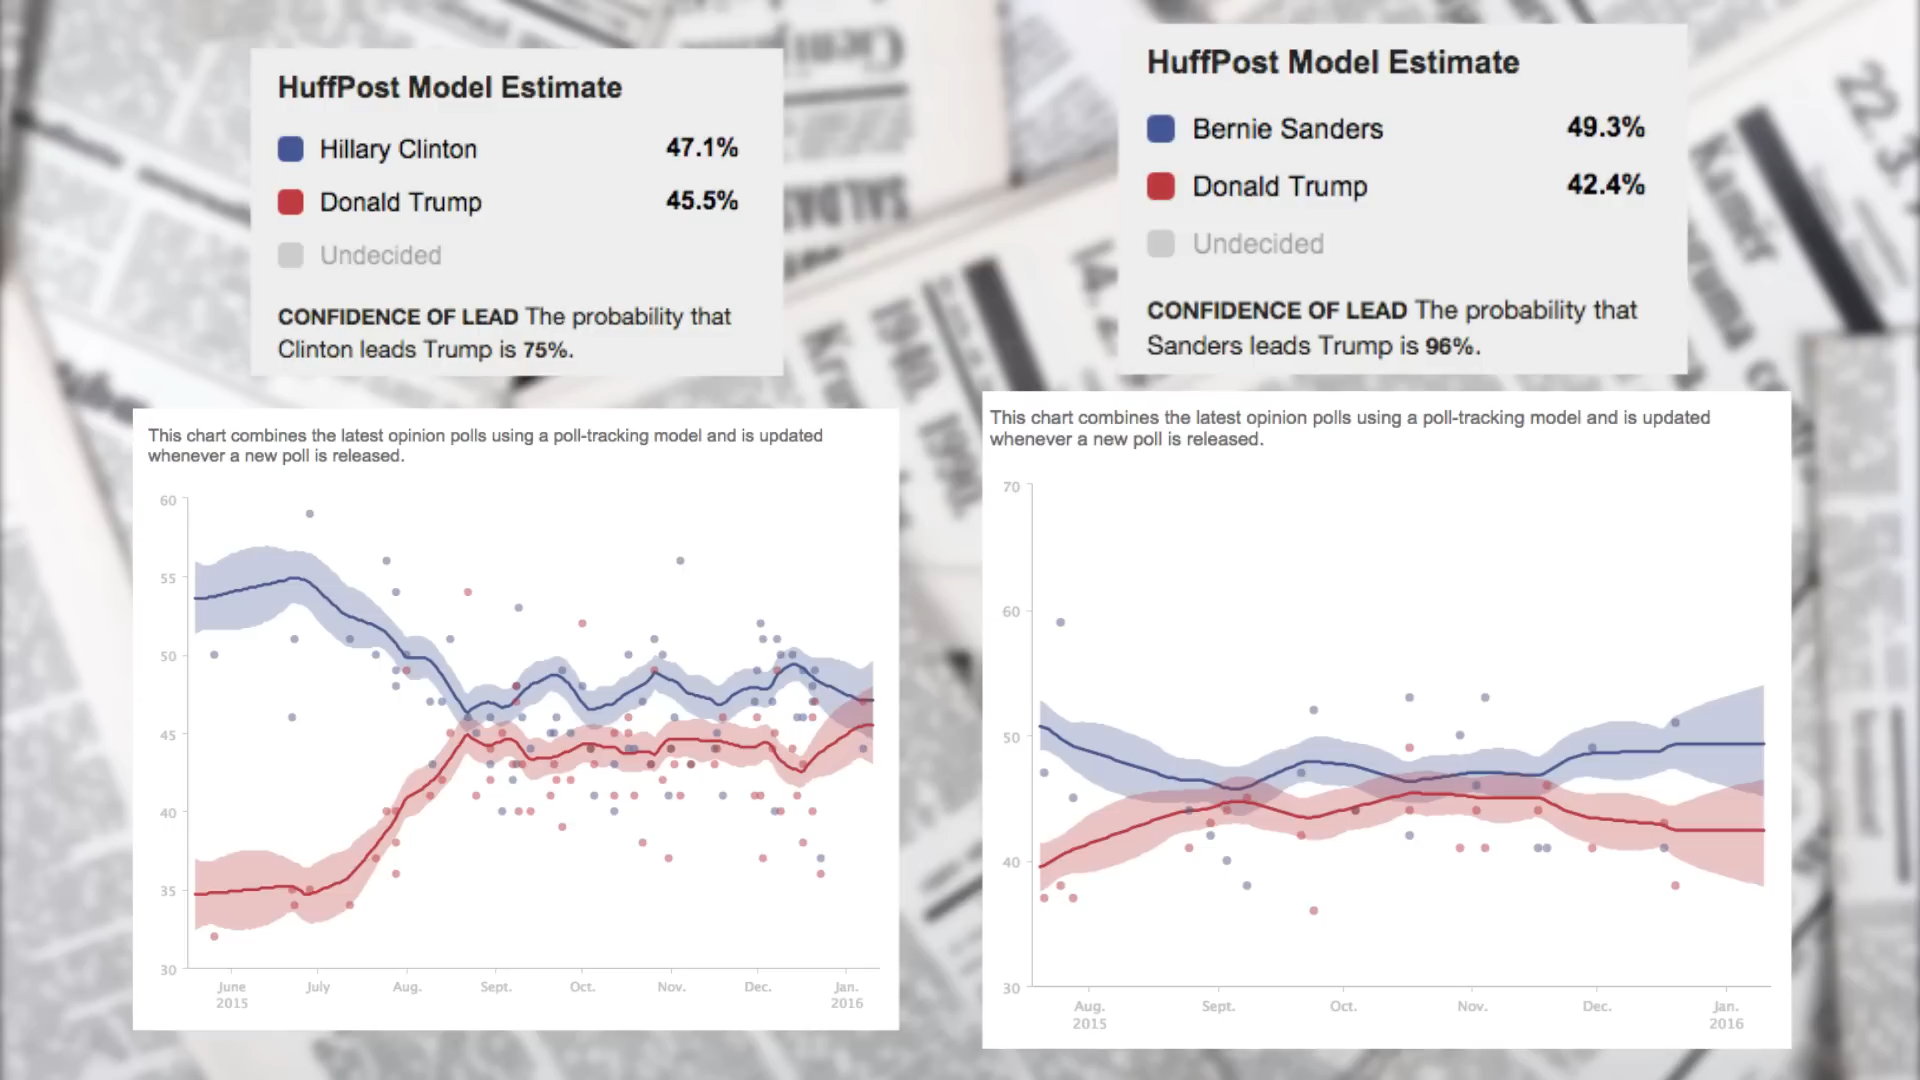 HuffPost Model Estimate
Hillary Clinton 47.1%
Donald Trump 45.5%
Undecided
CONFIDENCE OF LEAD The probability that
Clinton leads Trump is 75%.
This chart combines the latest opinion polls using a poll-tracking model and is updated
whenever a new poll is released.
60
55
50
45
40
35
30
June July Aug. Sept. Oct. Nov. Dec. Jan.
2015 2016
HuffPost Model Estimate
Bernie Sanders 49.3%
Donald Trump 42.4%
Undecided
CONFIDENCE OF LEAD The probability that
Sanders leads Trump is 96%.
This chart combines the latest opinion polls using a poll-tracking model and is updated
whenever a new poll is released.
70
60
50
40
30
Aug. Sept. Oct. Nov. Dec. Jan.
2015 2016
1940, 1990,
22.3.